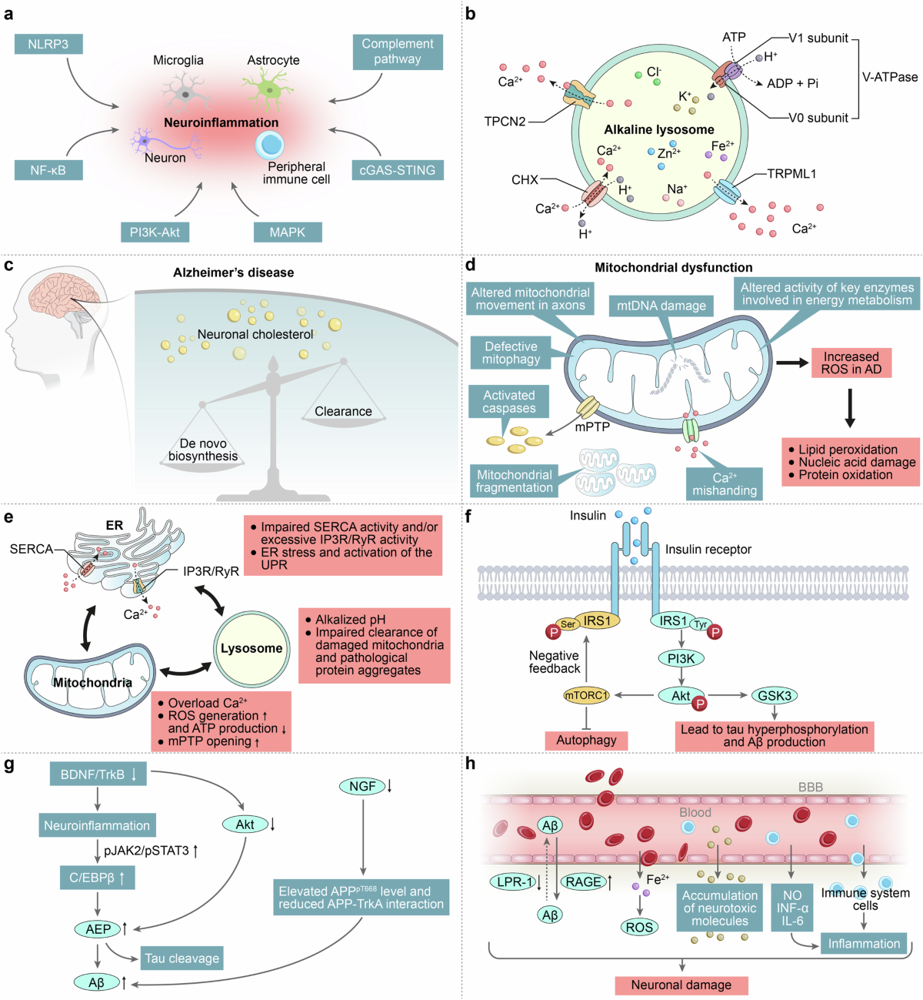 a
NLRP3
Complement
pathway
Microglia
Astrocyte
Neuroinflammation
Neuron
Peripheral
immune cell
NF-κB
cGAS-STING
PI3K-Akt
MAPK
b
ATP
V1 subunit
H⁺
V-ATPase
ADP + Pi
V0 subunit
Ca²⁺
TPCN2
Cl⁻
K⁺
Alkaline lysosome
Ca²⁺
Zn²⁺
Fe²⁺
CHX
H⁺
Na⁺
TRPML1
Ca²⁺
H⁺
Ca²⁺
c
Alzheimer's disease
Neuronal cholesterol
Clearance
De novo
biosynthesis
d
Mitochondrial dysfunction
Altered mitochondrial
movement in axons
mtDNA damage
Altered activity of key enzymes
involved in energy metabolism
Defective
mitophagy
Increased
ROS in AD
Activated
caspases
mPTP
Lipid peroxidation
Nucleic acid damage
Protein oxidation
Mitochondrial
fragmentation
Ca²⁺
mishanding
e
ER
SERCA
IP3R/RyR
Ca²⁺
Impaired SERCA activity and/or
excessive IP3R/RyR activity
ER stress and activation of the
UPR
Lysosome
Alkalized pH
Impaired clearance of
damaged mitochondria
and pathological
protein aggregates
Mitochondria
Overload Ca²⁺
ROS generation ↑
and ATP production ↓
mPTP opening ↑
f
Insulin
Insulin receptor
P
Ser
IRS1
IRS1
Tyr
P
Negative
feedback
PI3K
mTORC1
Akt
P
GSK3
Autophagy
Lead to tau hyperphosphorylation
and Aβ production
g
BDNF/TrkB ↓
NGF ↓
Neuroinflammation
Akt ↓
pJAK2/pSTAT3 ↑
C/EBPβ ↑
Elevated APPᵖᵀ⁶⁶⁸ level and
reduced APP-TrkA interaction
AEP ↑
Tau cleavage
Aβ ↑
h
BBB
Blood
Aβ
LPR-1 ↓
RAGE ↑
Fe²⁺
Aβ
ROS
Accumulation
of neurotoxic
molecules
NO
INF-α
IL-6
Immune system
cells
Inflammation
Neuronal damage